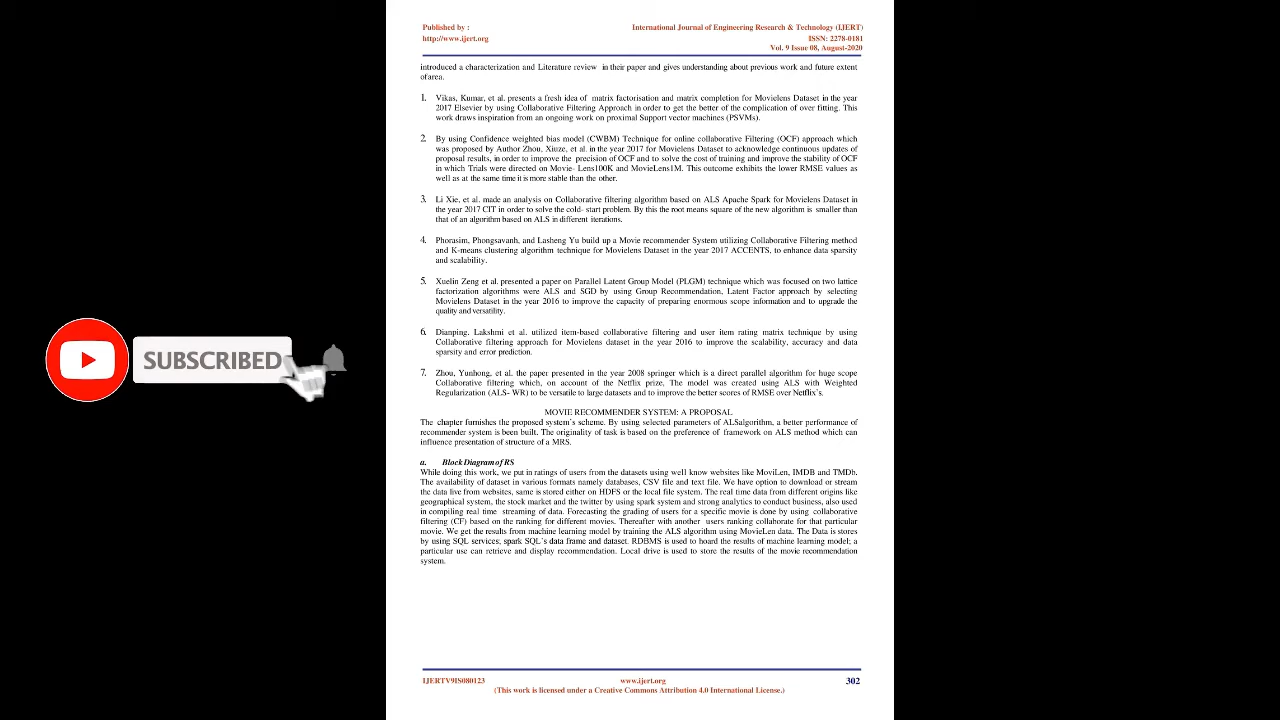 Published by :
International Journal of Engineering Research & Technology (IJERT)
http://www.ijert.org
ISSN: 2278-0181
Vol. 9 Issue 08, August-2020
introduced a characterization and Literature review in their paper and gives understanding about previous work and future extent
of area.
1. Vikas, Kumar, et al. presents a fresh idea of matrix factorisation and matrix completion for Movielens Dataset in the year
2017 Elsevier by using Collaborative Filtering Approach in order to get the better of the complication of over fitting. This
work draws inspiration from an ongoing work on proximal Support vector machines (PSVMs).
2. By using Confidence weighted bias model (CWBM) Technique for online collaborative Filtering (OCF) approach which
was proposed by Author Zhou, Xiuze, et al. in the year 2017 for Movielens Dataset to acknowledge continuous updates of
proposal results, in order to improve the precision of OCF and to solve the cost of training and improve the stability of OCF
in which Trials were directed on Movie- Lens100K and MovieLens1M. This outcome exhibits the lower RMSE values as
well as at the same time it is more stable than the other.
3. Li Xie, et al. made an analysis on Collaborative filtering algorithm based on ALS Apache Spark for Movielens Dataset in
the year 2017 CIT in order to solve the cold- start problem. By this the root means square of the new algorithm is smaller than
that of an algorithm based on ALS in different iterations.
4. Phorasim, Phongsavanh, and Lasheng Yu build up a Movie recommender System utilizing Collaborative Filtering method
and K-means clustering algorithm technique for Movielens Dataset in the year 2017 ACCENTS, to enhance data sparsity
and scalability.
5. Xuelin Zeng et al. presented a paper on Parallel Latent Group Model (PLGM) technique which was focused on two lattice
factorization algorithms were ALS and SGD by using Group Recommendation, Latent Factor approach by selecting
Movielens Dataset in the year 2016 to improve the capacity of preparing enormous scope information and to upgrade the
quality and versatility.
6. Dianping, Lakshmi et al. utilized item-based collaborative filtering and user item rating matrix technique by using
Collaborative filtering approach for Movielens dataset in the year 2016 to improve the scalability, accuracy and data
sparsity and error prediction.
7. Zhou, Yunhong, et al. the paper presented in the year 2008 springer which is a direct parallel algorithm for huge scope
Collaborative filtering which, on account of the Netflix prize. The model was created using ALS with Weighted
Regularization (ALS- WR) to be versatile to large datasets and to improve the better scores of RMSE over Netflix's.
MOVIE RECOMMENDER SYSTEM: A PROPOSAL
The chapter furnishes the proposed system's scheme. By using selected parameters of ALSalgorithm, a better performance of
recommender system is been built. The originality of task is based on the preference of framework on ALS method which can
influence presentation of structure of a MRS.
a. Block Diagram of RS
While doing this work, we put in ratings of users from the datasets using well know websites like MoviLen, IMDB and TMDb.
The availability of dataset in various formats namely databases, CSV file and text file. We have option to download or stream
the data live from websites, same is stored either on HDFS or the local file system. The real time data from different origins like
geographical system, the stock market and the twitter by using spark system and strong analytics to conduct business, also used
in compiling real time streaming of data. Forecasting the grading of users for a specific movie is done by using collaborative
filtering (CF) based on the ranking for different movies. Thereafter with another users ranking collaborate for that particular
movie. We get the results from machine learning model by training the ALS algorithm using MovieLen data. The Data is stores
by using SQL services, spark SQL's data frame and dataset. RDBMS is used to hoard the results of machine learning model; a
particular use can retrieve and display recommendation. Local drive is used to store the results of the movie recommendation
system.
SUBSCRIBED
IJERTV9IS080123
www.ijert.org
302
(This work is licensed under a Creative Commons Attribution 4.0 International License.)